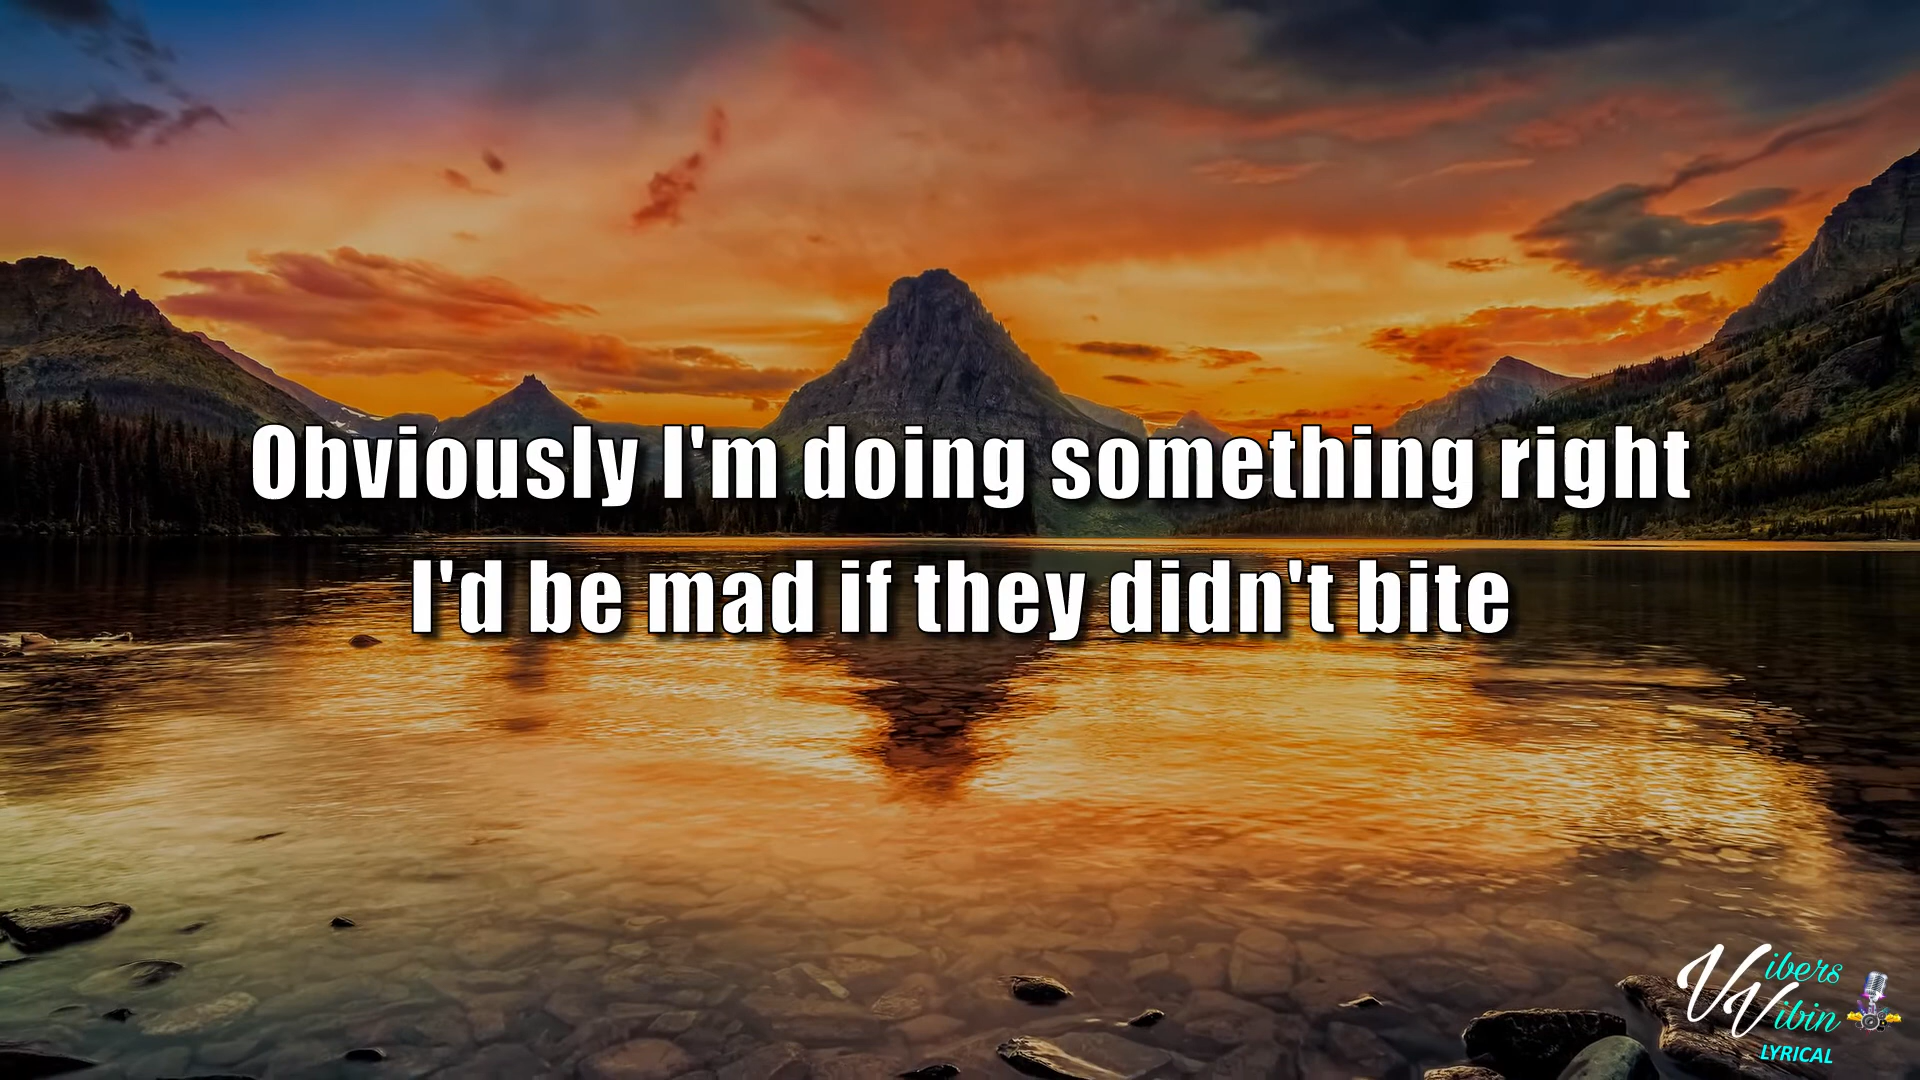 Obviously I'm doing something right
I'd be mad if they didn't bite
Vibers
Vibin
LYRICAL